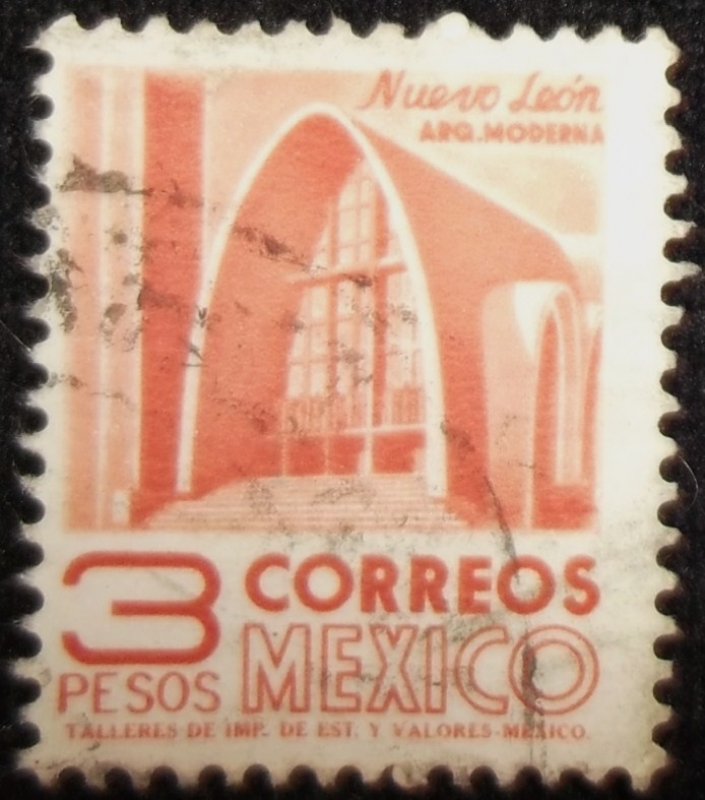 Nuevo León
ARQ. MODERNA
3 PESOS
CORREOS
MEXICO
TALLERES DE IMP. DE EST. Y VALORES-MEXICO.